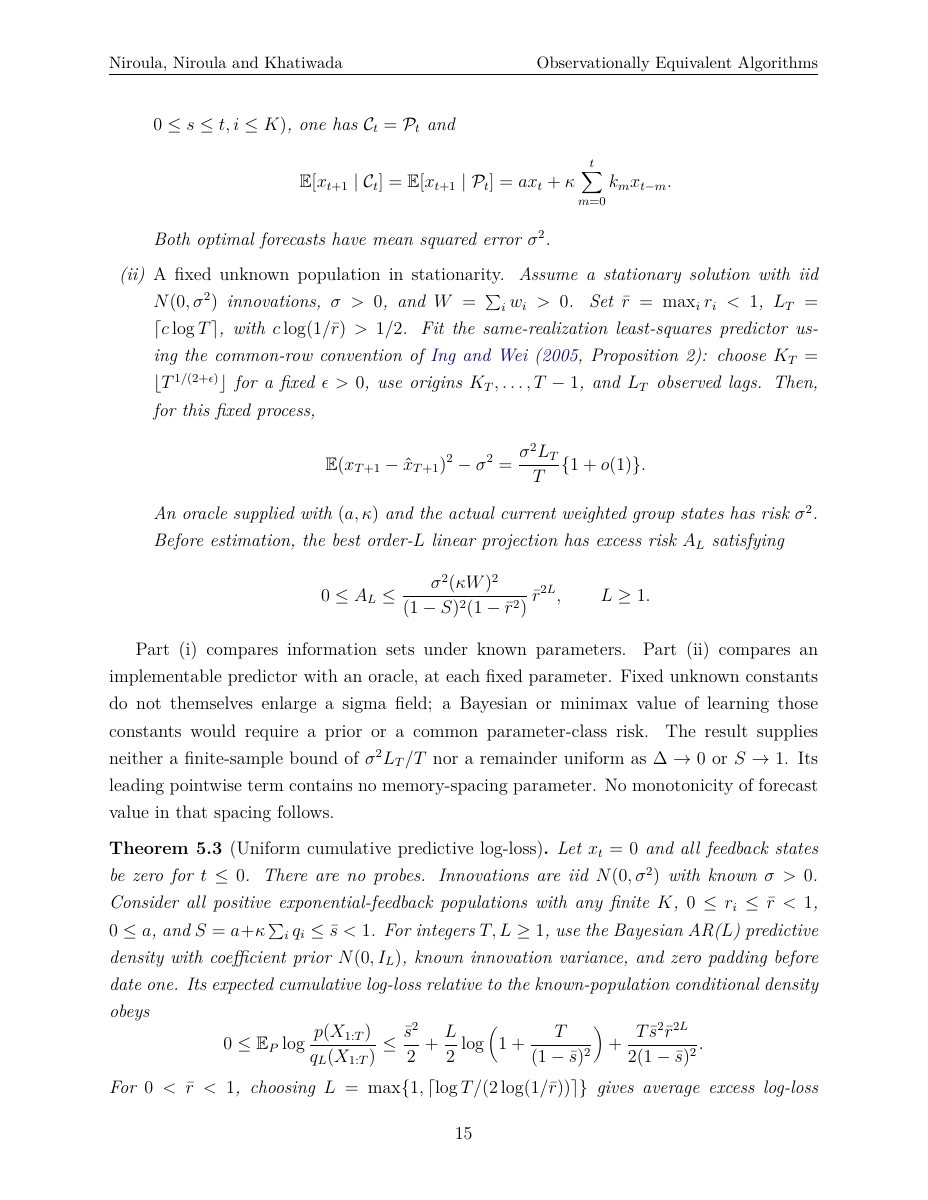 Niroula, Niroula and Khatiwada Observationally Equivalent Algorithms
0 ≤ s ≤ t, i ≤ K), one has 𝒞_t = 𝒫_t and
𝔼[x_{t+1} | 𝒞_t] = 𝔼[x_{t+1} | 𝒫_t] = ax_t + κ ∑_{m=0}^{t} k_m x_{t−m}.
Both optimal forecasts have mean squared error σ².
(ii) A fixed unknown population in stationarity. Assume a stationary solution with iid
N(0, σ²) innovations, σ > 0, and W = ∑_i w_i > 0. Set r̄ = max_i r_i < 1, L_T =
⌈c log T⌉, with c log(1/r̄) > 1/2. Fit the same-realization least-squares predictor us-
ing the common-row convention of Ing and Wei (2005, Proposition 2): choose K_T =
⌊T^{1/(2+ϵ)}⌋ for a fixed ϵ > 0, use origins K_T, . . . , T − 1, and L_T observed lags. Then,
for this fixed process,
𝔼(x_{T+1} − x̂_{T+1})² − σ² = \frac{σ²L_T}{T}{1 + o(1)}.
An oracle supplied with (a, κ) and the actual current weighted group states has risk σ².
Before estimation, the best order-L linear projection has excess risk A_L satisfying
0 ≤ A_L ≤ \frac{σ²(κW)²}{(1 − S)²(1 − r̄²)} r̄^{2L}, L ≥ 1.
Part (i) compares information sets under known parameters. Part (ii) compares an
implementable predictor with an oracle, at each fixed parameter. Fixed unknown constants
do not themselves enlarge a sigma field; a Bayesian or minimax value of learning those
constants would require a prior or a common parameter-class risk. The result supplies
neither a finite-sample bound of σ²L_T/T nor a remainder uniform as Δ → 0 or S → 1. Its
leading pointwise term contains no memory-spacing parameter. No monotonicity of forecast
value in that spacing follows.
Theorem 5.3 (Uniform cumulative predictive log-loss). Let x_t = 0 and all feedback states
be zero for t ≤ 0. There are no probes. Innovations are iid N(0, σ²) with known σ > 0.
Consider all positive exponential-feedback populations with any finite K, 0 ≤ r_i ≤ r̄ < 1,
0 ≤ a, and S = a+κ ∑_i q_i ≤ s̄ < 1. For integers T, L ≥ 1, use the Bayesian AR(L) predictive
density with coefficient prior N(0, I_L), known innovation variance, and zero padding before
date one. Its expected cumulative log-loss relative to the known-population conditional density
obeys
0 ≤ 𝔼_P log \frac{p(X_{1:T})}{q_L(X_{1:T})} ≤ \frac{s̄²}{2} + \frac{L}{2} log (1 + \frac{T}{(1 − s̄)²}) + \frac{T s̄² r̄^{2L}}{2(1 − s̄)²}.
For 0 < r̄ < 1, choosing L = max{1, ⌈log T/(2 log(1/r̄))⌉} gives average excess log-loss
15